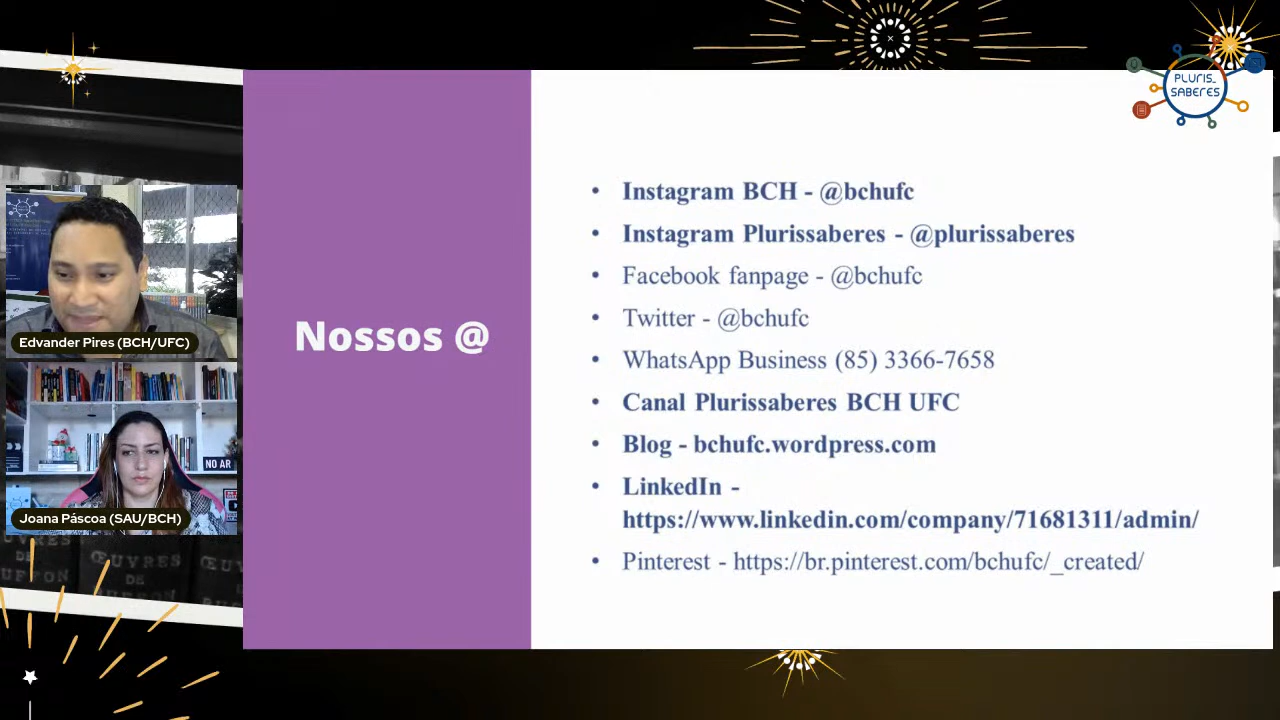 PLURIS_
SABERES
Nossos @
• Instagram BCH - @bchufc
• Instagram Plurissaberes - @plurissaberes
• Facebook fanpage - @bchufc
• Twitter - @bchufc
• WhatsApp Business (85) 3366-7658
• Canal Plurissaberes BCH UFC
• Blog - bchufc.wordpress.com
• LinkedIn -
https://www.linkedin.com/company/71681311/admin/
• Pinterest - https://br.pinterest.com/bchufc/_created/
Edvander Pires (BCH/UFC)
NO AR
Joana Páscoa (SAU/BCH)
ŒUVRES
DE